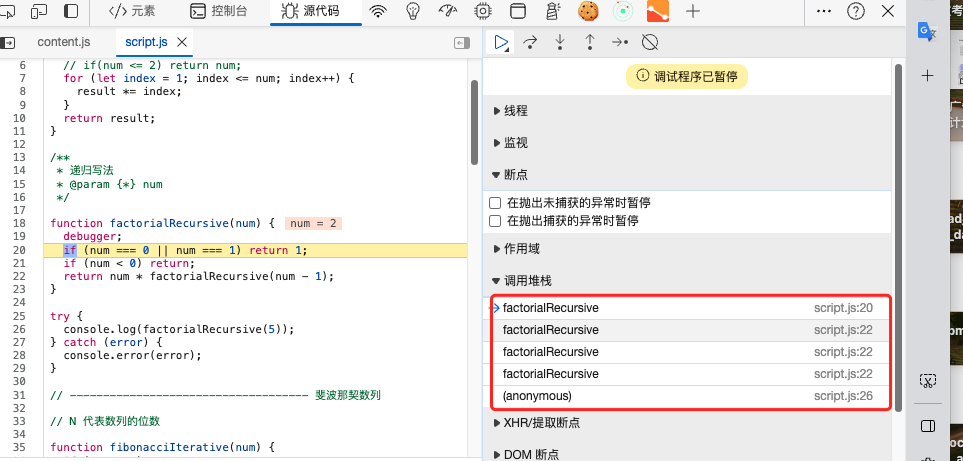 元素
控制台
源代码
content.js
script.js
调试程序已暂停
6 // if(num <= 2) return num;
7 for (let index = 1; index <= num; index++) {
8 result *= index;
9 }
10 return result;
11 }
12
13 /**
14 * 递归写法
15 * @param {*} num
16 */
17
18 function factorialRecursive(num) { num = 2
19 debugger;
20 if (num === 0 || num === 1) return 1;
21 if (num < 0) return;
22 return num * factorialRecursive(num - 1);
23 }
24
25 try {
26 console.log(factorialRecursive(5));
27 } catch (error) {
28 console.error(error);
29 }
30
31 // ----------------------------------- 斐波那契数列
32
33 // N 代表数列的位数
34
35 function fibonacciIterative(num) {
线程
监视
断点
在抛出未捕获的异常时暂停
在抛出捕获的异常时暂停
作用域
调用堆栈
factorialRecursive script.js:20
factorialRecursive script.js:22
factorialRecursive script.js:22
factorialRecursive script.js:22
(anonymous) script.js:26
XHR/提取断点
DOM 断点